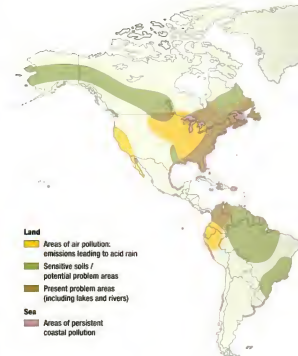 Land
Areas of air pollution:
emissions leading to acid rain
Sensitive soils /
potential problem areas
Present problem areas
(including lakes and rivers)
Sea
Areas of persistent
coastal pollution